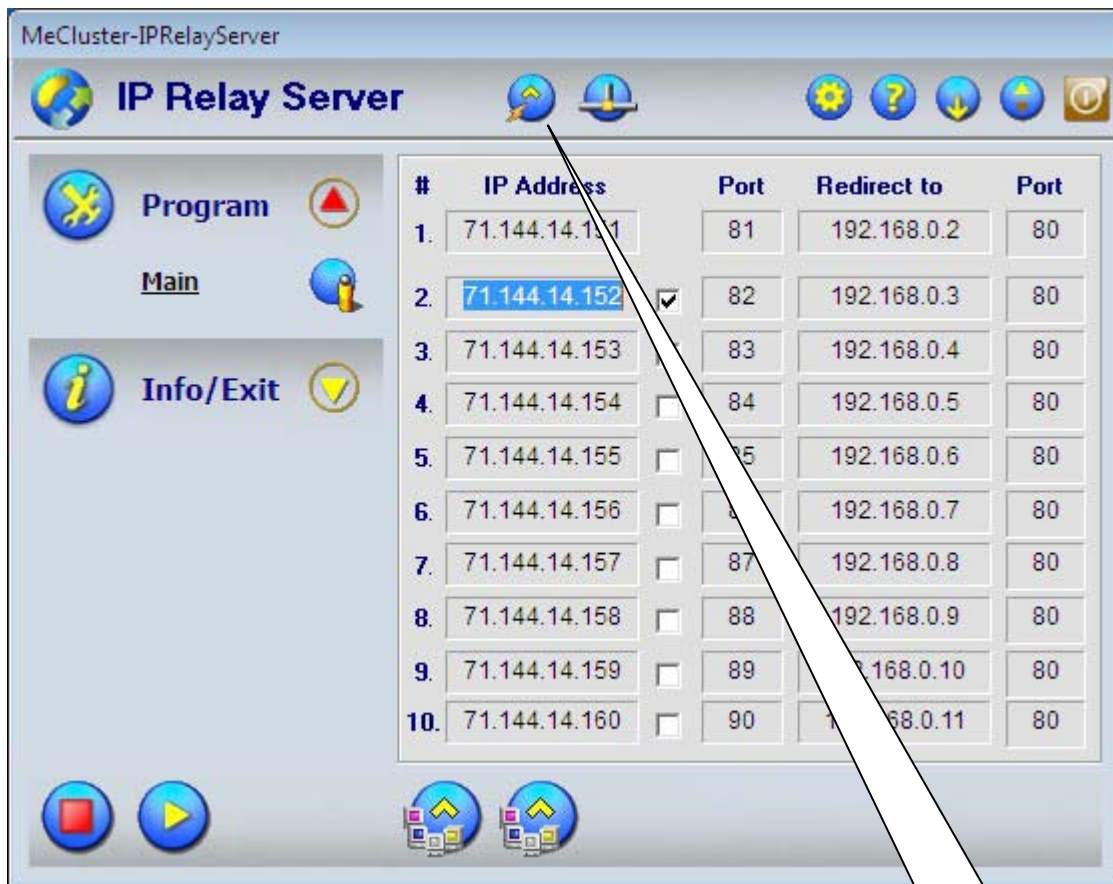 MeCluster-IPRelayServer
IP Relay Server
Program
Main
Info/Exit
# IP Address Port Redirect to Port
1. 71.144.14.151 81 192.168.0.2 80
2. 71.144.14.152 82 192.168.0.3 80
3. 71.144.14.153 83 192.168.0.4 80
4. 71.144.14.154 84 192.168.0.5 80
5. 71.144.14.155 192.168.0.6 80
6. 71.144.14.156 192.168.0.7 80
7. 71.144.14.157 87 192.168.0.8 80
8. 71.144.14.158 88 192.168.0.9 80
9. 71.144.14.159 89 80
10. 71.144.14.160 90 80